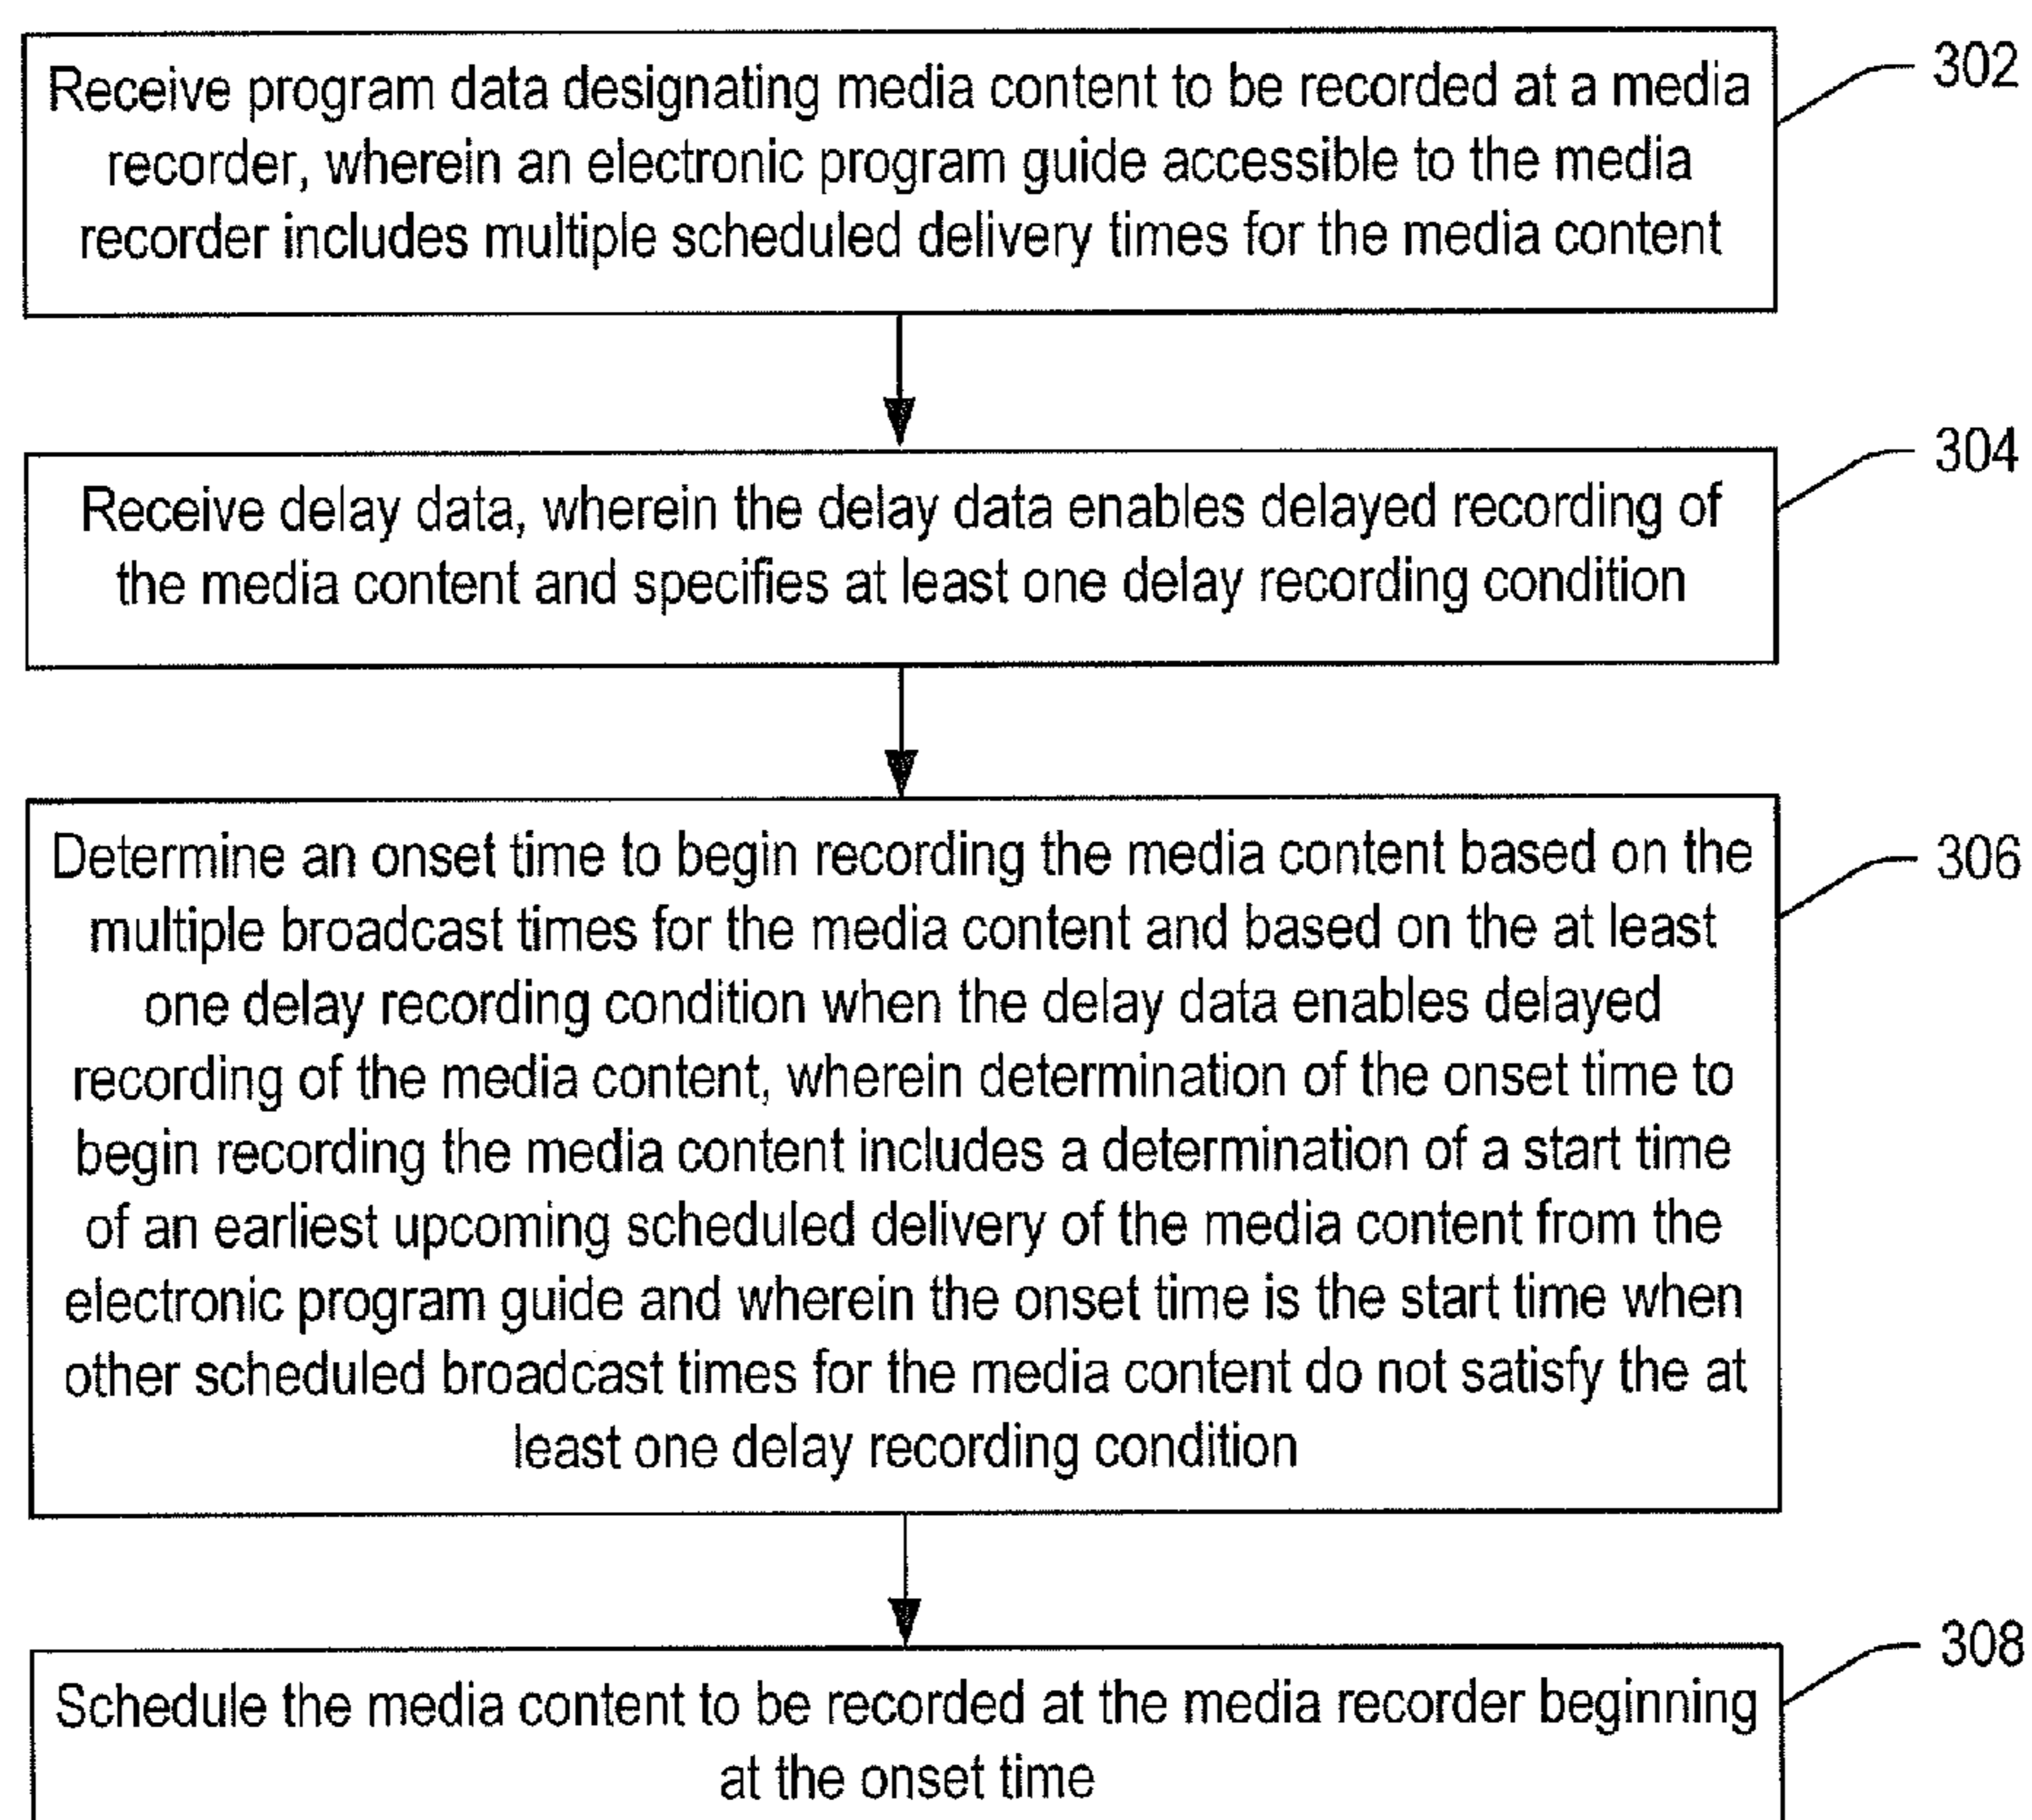 Receive program data designating media content to be recorded at a media
recorder, wherein an electronic program guide accessible to the media
recorder includes multiple scheduled delivery times for the media content
302
Receive delay data, wherein the delay data enables delayed recording of
the media content and specifies at least one delay recording condition
304
Determine an onset time to begin recording the media content based on the
multiple broadcast times for the media content and based on the at least
one delay recording condition when the delay data enables delayed
recording of the media content, wherein determination of the onset time to
begin recording the media content includes a determination of a start time
of an earliest upcoming scheduled delivery of the media content from the
electronic program guide and wherein the onset time is the start time when
other scheduled broadcast times for the media content do not satisfy the at
least one delay recording condition
306
Schedule the media content to be recorded at the media recorder beginning
at the onset time
308